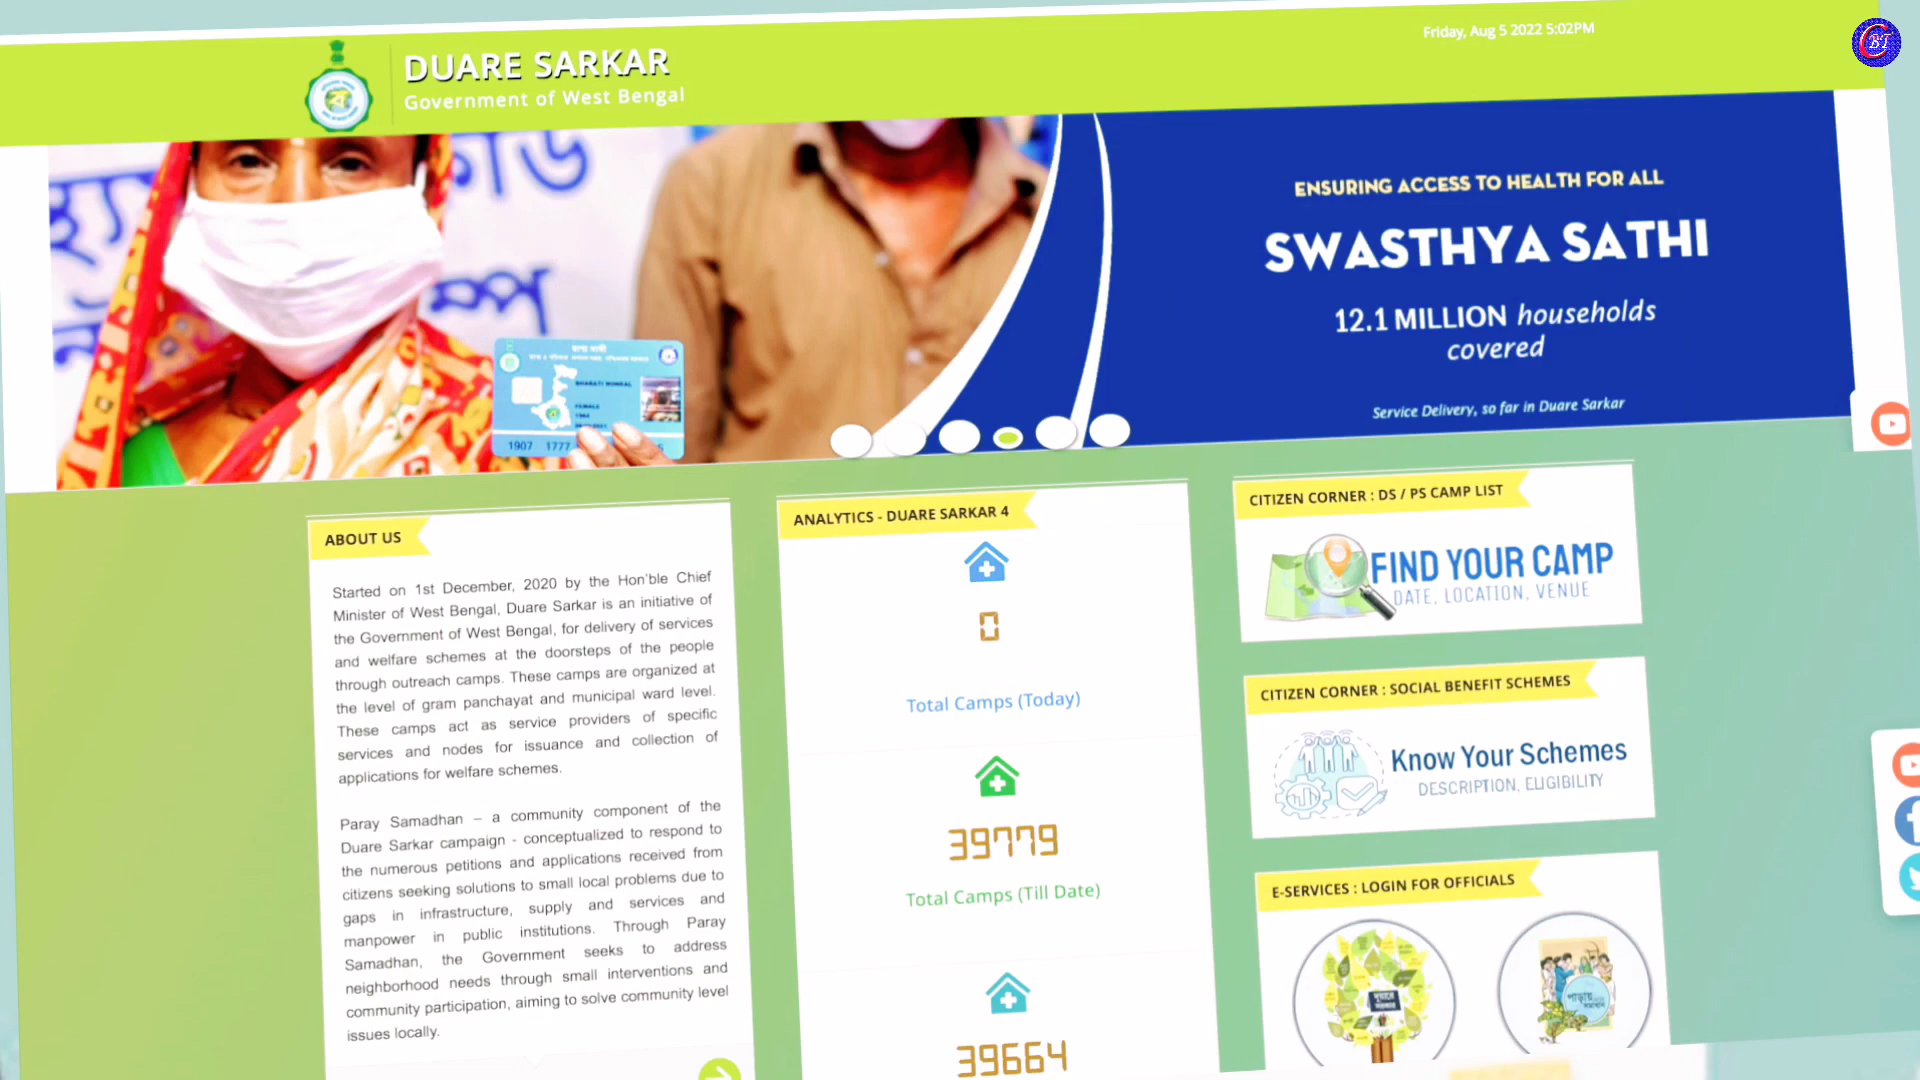 Friday, Aug 5 2022 5:02PM
CBT
DUARE SARKAR
Government of West Bengal
ENSURING ACCESS TO HEALTH FOR ALL
SWASTHYA SATHI
12.1 MILLION households
covered
Service Delivery, so far in Duare Sarkar
BHARATI MONDAL
FEMALE
1907 1777
ABOUT US
Started on 1st December, 2020 by the Hon'ble Chief
Minister of West Bengal, Duare Sarkar is an initiative of
the Government of West Bengal, for delivery of services
and welfare schemes at the doorsteps of the people
through outreach camps. These camps are organized at
the level of gram panchayat and municipal ward level.
These camps act as service providers of specific
services and nodes for issuance and collection of
applications for welfare schemes.
Paray Samadhan – a community component of the
Duare Sarkar campaign - conceptualized to respond to
the numerous petitions and applications received from
citizens seeking solutions to small local problems due to
gaps in infrastructure, supply and services and
manpower in public institutions. Through Paray
Samadhan, the Government seeks to address
neighborhood needs through small interventions and
community participation, aiming to solve community level
issues locally.
ANALYTICS - DUARE SARKAR 4
0
Total Camps (Today)
39779
Total Camps (Till Date)
39664
CITIZEN CORNER : DS / PS CAMP LIST
FIND YOUR CAMP
DATE, LOCATION, VENUE
CITIZEN CORNER : SOCIAL BENEFIT SCHEMES
Know Your Schemes
DESCRIPTION, ELIGIBILITY
E-SERVICES : LOGIN FOR OFFICIALS
দুয়ারে
সরকার
পাড়ায়
সমাধান